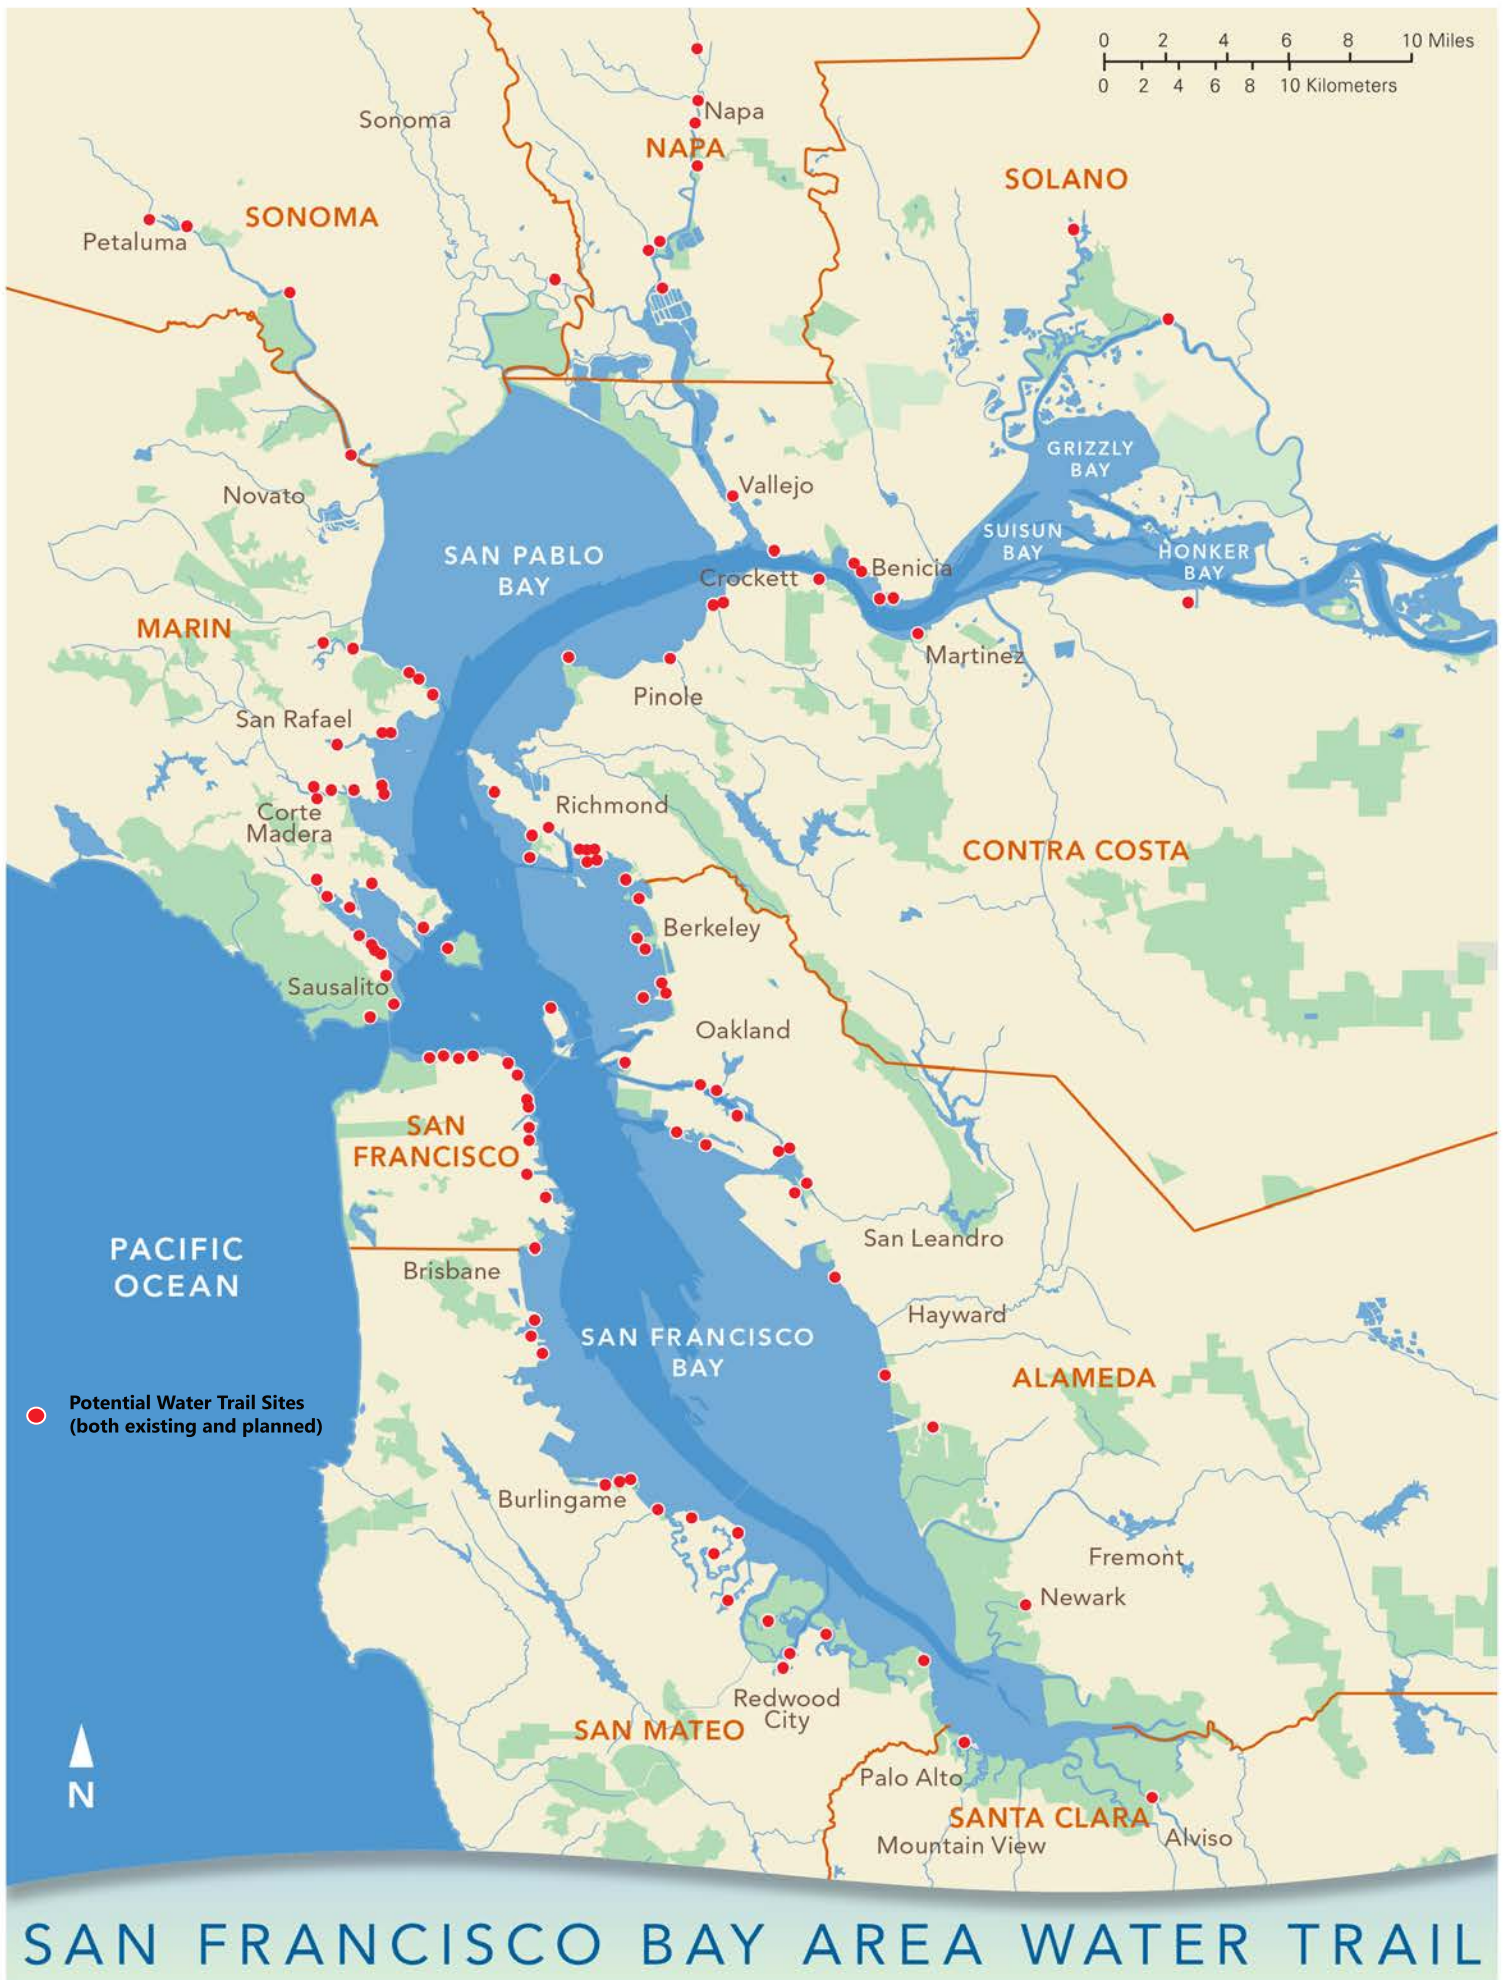 0 2 4 6 8 10 Miles
0 2 4 6 8 10 Kilometers
Sonoma
Napa
NAPA
SOLANO
SONOMA
Petaluma
GRIZZLY
BAY
Vallejo
Novato
SUISUN
BAY
HONKER
BAY
SAN PABLO
BAY
Crockett
Benicia
MARIN
Martinez
Pinole
San Rafael
Richmond
Corte
Madera
CONTRA COSTA
Berkeley
Sausalito
Oakland
SAN
FRANCISCO
San Leandro
PACIFIC
OCEAN
Brisbane
Hayward
SAN FRANCISCO
BAY
ALAMEDA
Potential Water Trail Sites
(both existing and planned)
Burlingame
Fremont
Newark
Redwood
City
SAN MATEO
N
Palo Alto
SANTA CLARA
Mountain View
Alviso
SAN FRANCISCO BAY AREA WATER TRAIL